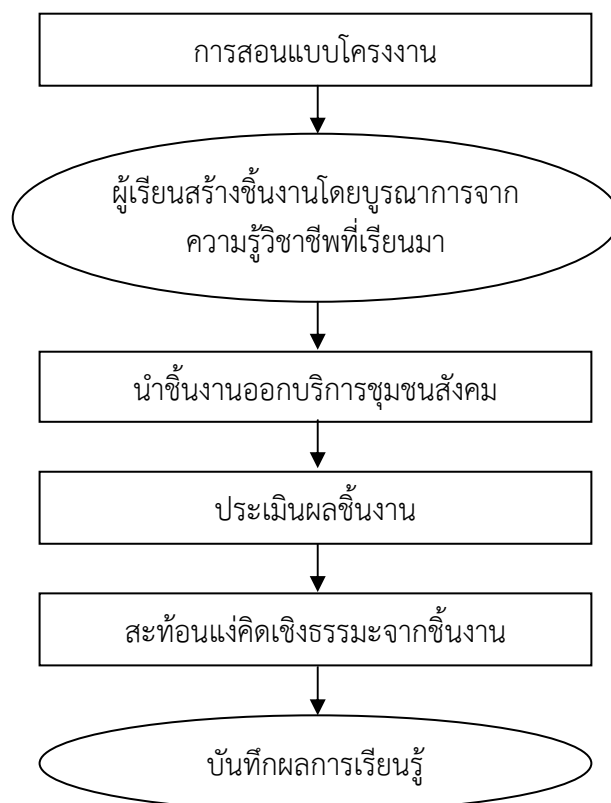 การสอนแบบโครงงาน
ผู้เรียนสร้างชิ้นงานโดยบูรณาการจาก
ความรู้วิชาชีพที่เรียนมา
นำชิ้นงานออกบริการชุมชนสังคม
ประเมินผลชิ้นงาน
สะท้อนแง่คิดเชิงธรรมะจากชิ้นงาน
บันทึกผลการเรียนรู้